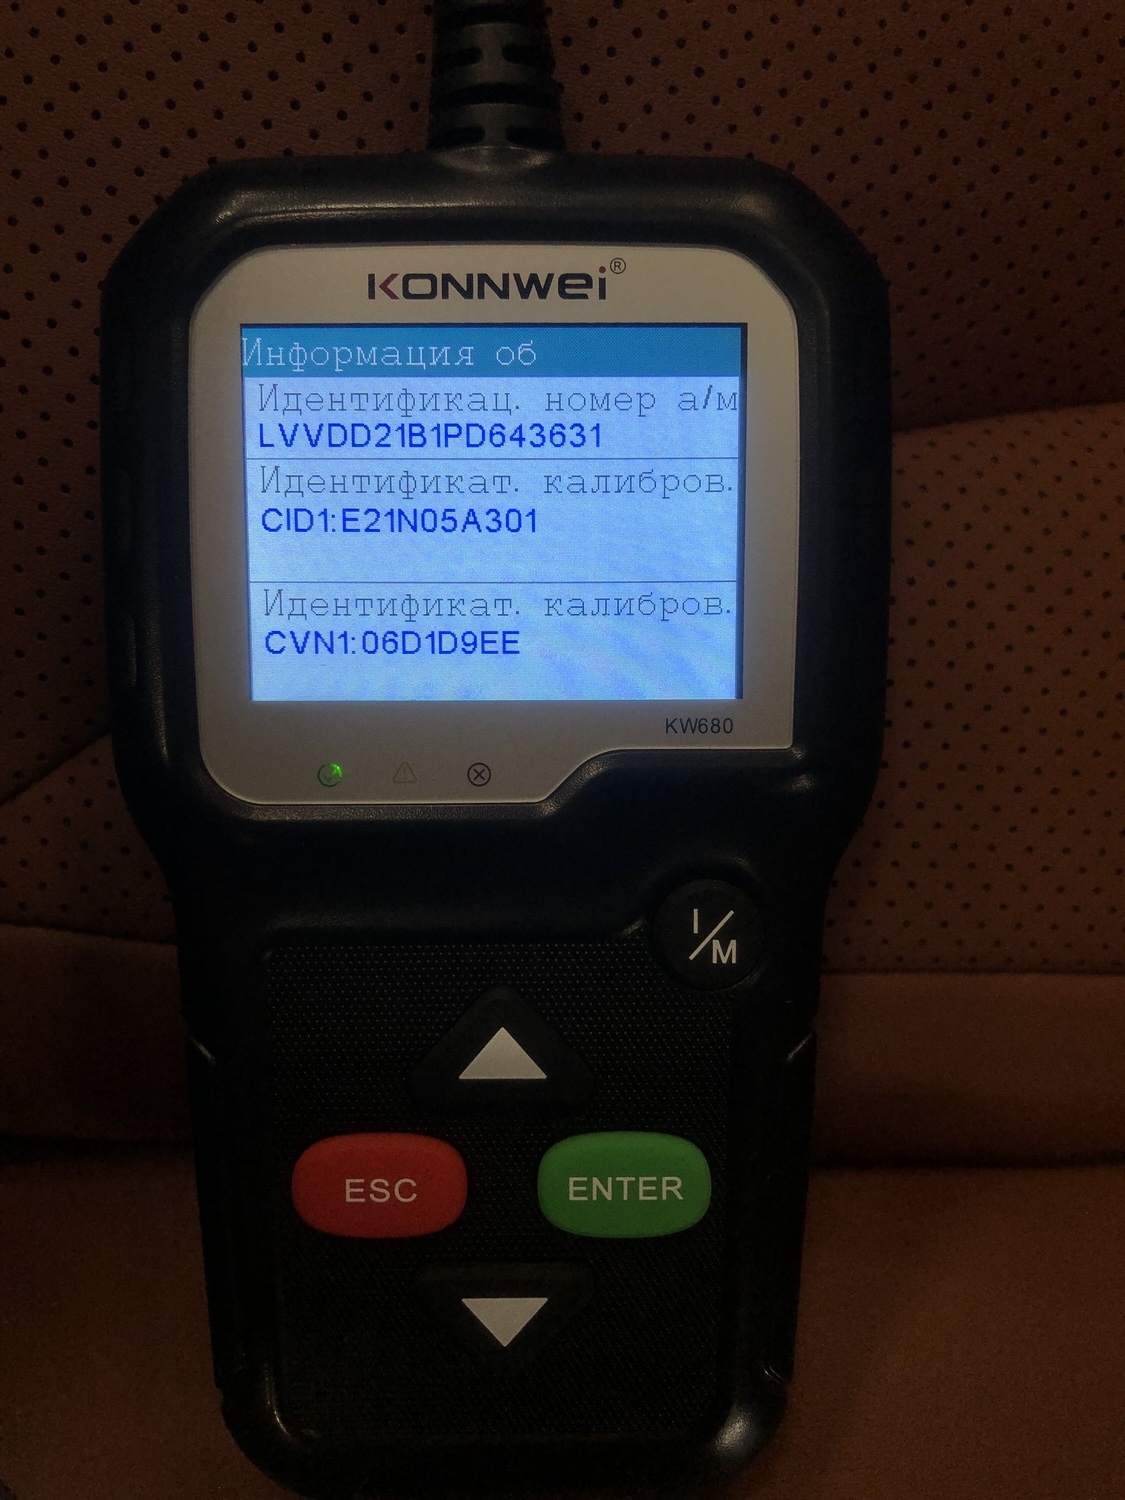 KONNWEI®
Информация об
Идентификац. номер а/м
LVVDD21B1PD643631
Идентификат. калибров.
CID1:E21N05A301
Идентификат. калибров.
CVN1:06D1D9EE
KW680
I/M
ESC
ENTER